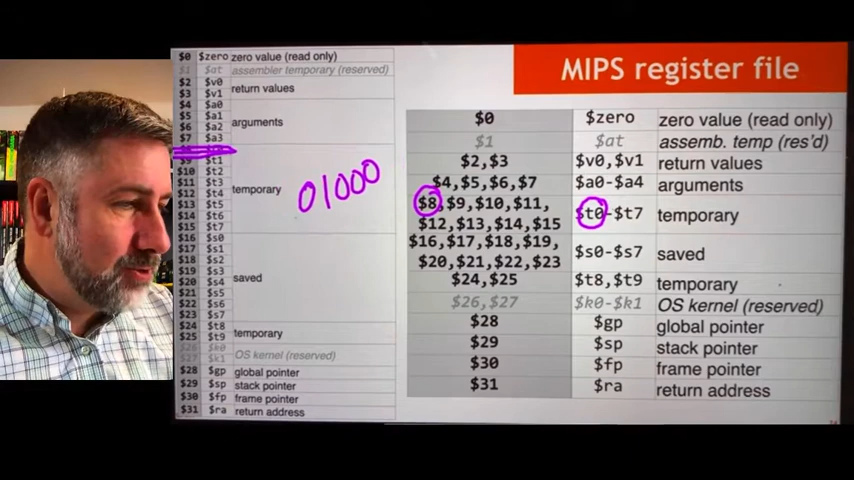 MIPS register file
$0 $zero zero value (read only)
$1 $at assembler temporary (reserved)
$2 $v0 return values
$3 $v1
$4 $a0 arguments
$5 $a1
$6 $a2
$7 $a3
$9 $t1 temporary
$10 $t2
$11 $t3
$12 $t4
$13 $t5
$14 $t6
$15 $t7
01000
$16 $s0 saved
$17 $s1
$18 $s2
$19 $s3
$20 $s4
$21 $s5
$22 $s6
$23 $s7
$24 $t8 temporary
$25 $t9
$26 $k0 OS kernel (reserved)
$27 $k1
$28 $gp global pointer
$29 $sp stack pointer
$30 $fp frame pointer
$31 $ra return address
$0 $zero zero value (read only)
$1 $at assemb. temp (res'd)
$2,$3 $v0,$v1 return values
$4,$5,$6,$7 $a0-$a4 arguments
$8,$9,$10,$11,
$12,$13,$14,$15 $t0-$t7 temporary
$16,$17,$18,$19,
$20,$21,$22,$23 $s0-$s7 saved
$24,$25 $t8,$t9 temporary
$26,$27 $k0-$k1 OS kernel (reserved)
$28 $gp global pointer
$29 $sp stack pointer
$30 $fp frame pointer
$31 $ra return address